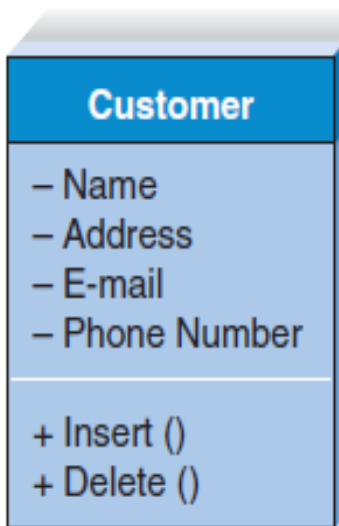 Customer
– Name
– Address
– E-mail
– Phone Number
+ Insert ()
+ Delete ()